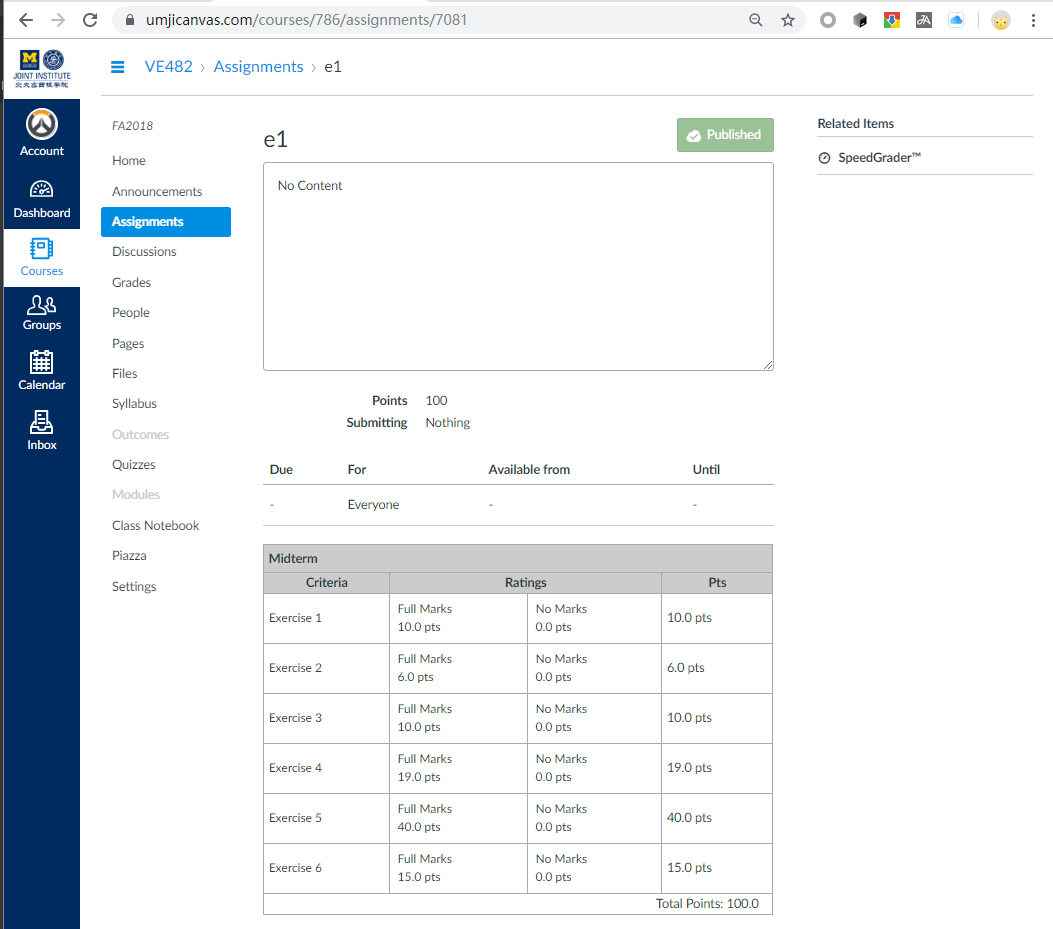 umjicanvas.com/courses/786/assignments/7081
JOINT INSTITUTE
交大密西根学院
VE482 › Assignments › e1
Account
Dashboard
Courses
Groups
Calendar
Inbox
FA2018
Home
Announcements
Assignments
Discussions
Grades
People
Pages
Files
Syllabus
Outcomes
Quizzes
Modules
Class Notebook
Piazza
Settings
e1
Published
No Content
Points 100
Submitting Nothing
Due For Available from Until
- Everyone - -
Midterm
Criteria Ratings Pts
Exercise 1
Full Marks
10.0 pts
No Marks
0.0 pts
10.0 pts
Exercise 2
Full Marks
6.0 pts
No Marks
0.0 pts
6.0 pts
Exercise 3
Full Marks
10.0 pts
No Marks
0.0 pts
10.0 pts
Exercise 4
Full Marks
19.0 pts
No Marks
0.0 pts
19.0 pts
Exercise 5
Full Marks
40.0 pts
No Marks
0.0 pts
40.0 pts
Exercise 6
Full Marks
15.0 pts
No Marks
0.0 pts
15.0 pts
Total Points: 100.0
Related Items
SpeedGrader™